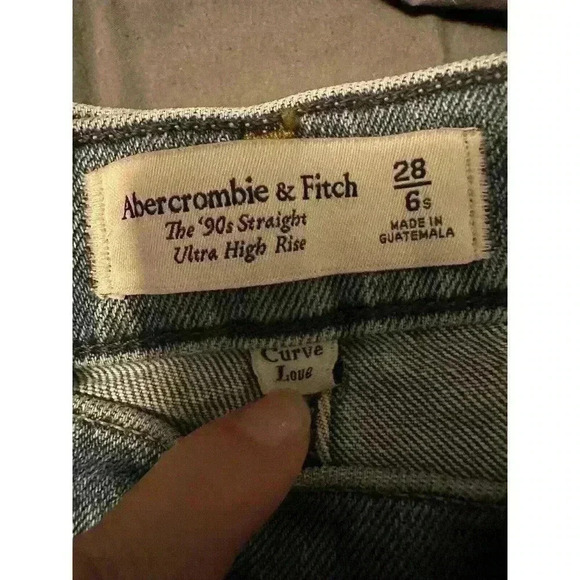 Abercrombie & Fitch
The '90s Straight
Ultra High Rise
28
6s
MADE IN
GUATEMALA
Curve
Love